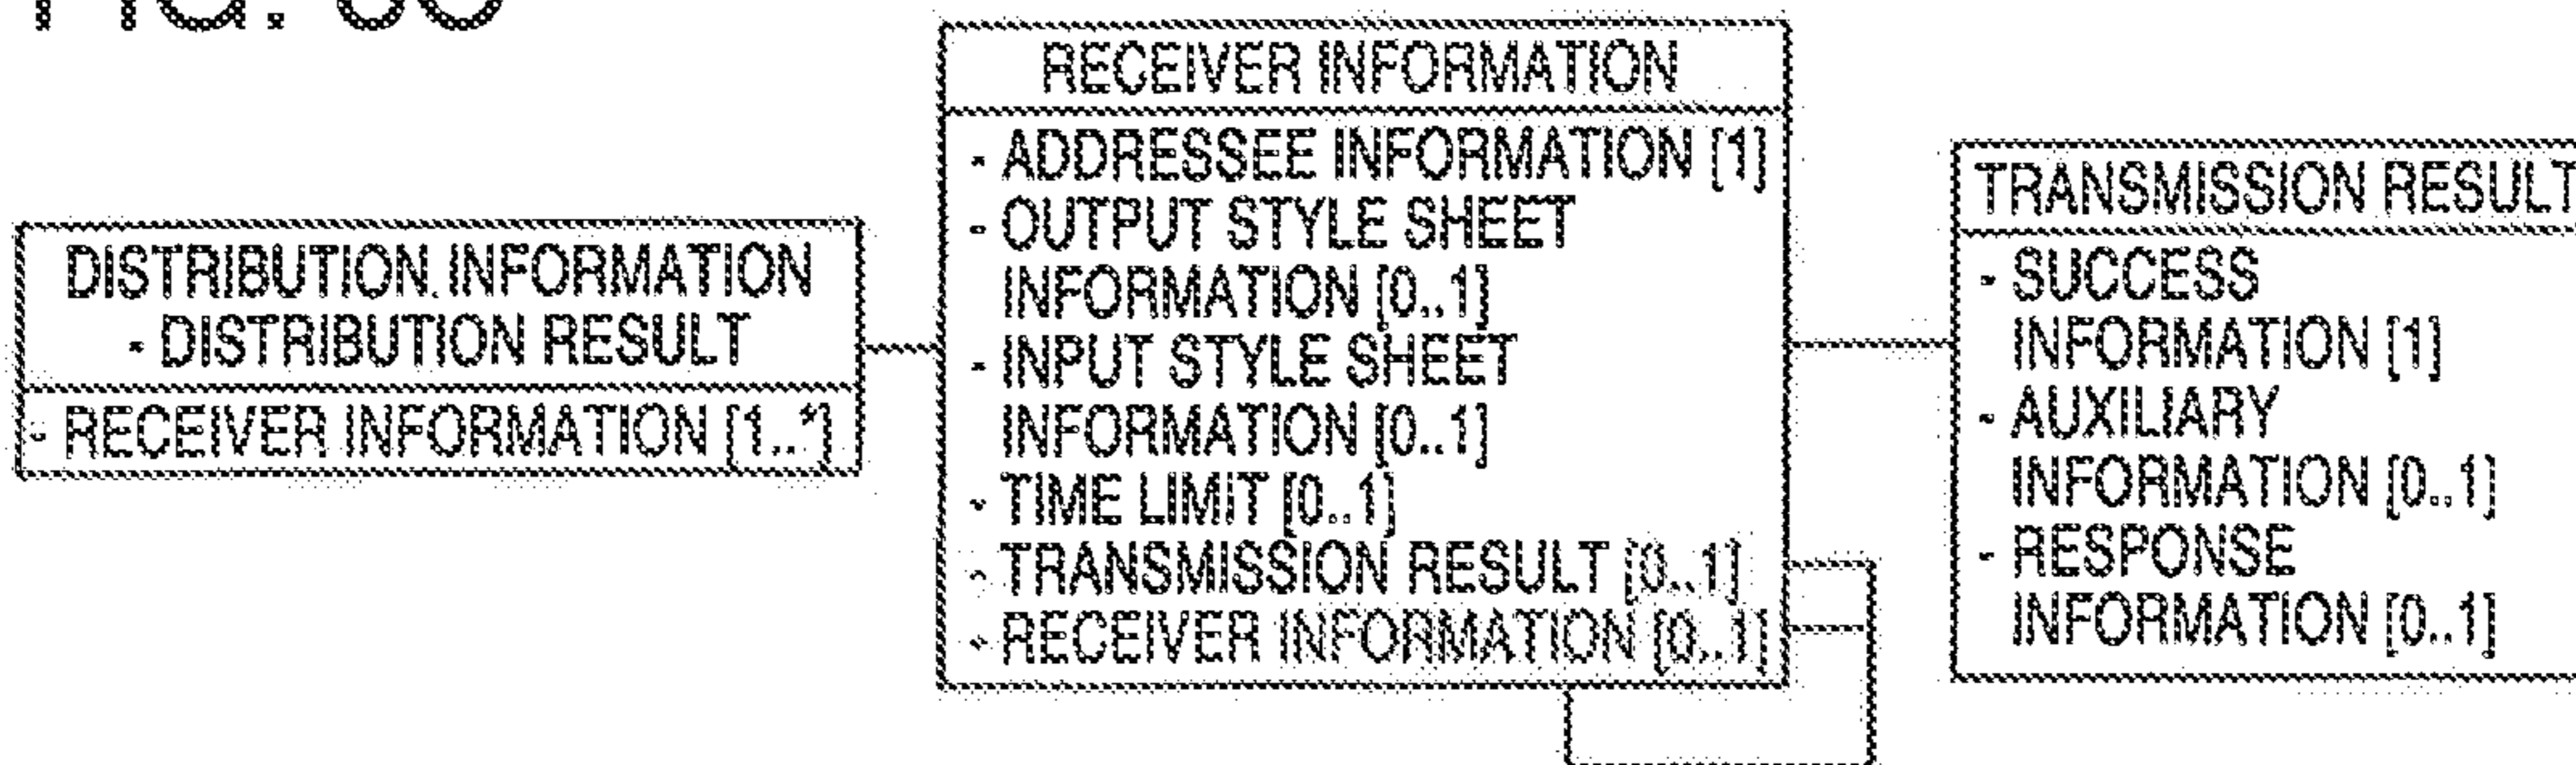 DISTRIBUTION INFORMATION
- DISTRIBUTION RESULT
- RECEIVER INFORMATION [1..*]
RECEIVER INFORMATION
- ADDRESSEE INFORMATION [1]
- OUTPUT STYLE SHEET
INFORMATION [0..1]
- INPUT STYLE SHEET
INFORMATION [0..1]
- TIME LIMIT [0..1]
- TRANSMISSION RESULT [0..1]
- RECEIVER INFORMATION [0..1]
TRANSMISSION RESULT
- SUCCESS
INFORMATION [1]
- AUXILIARY
INFORMATION [0..1]
- RESPONSE
INFORMATION [0..1]